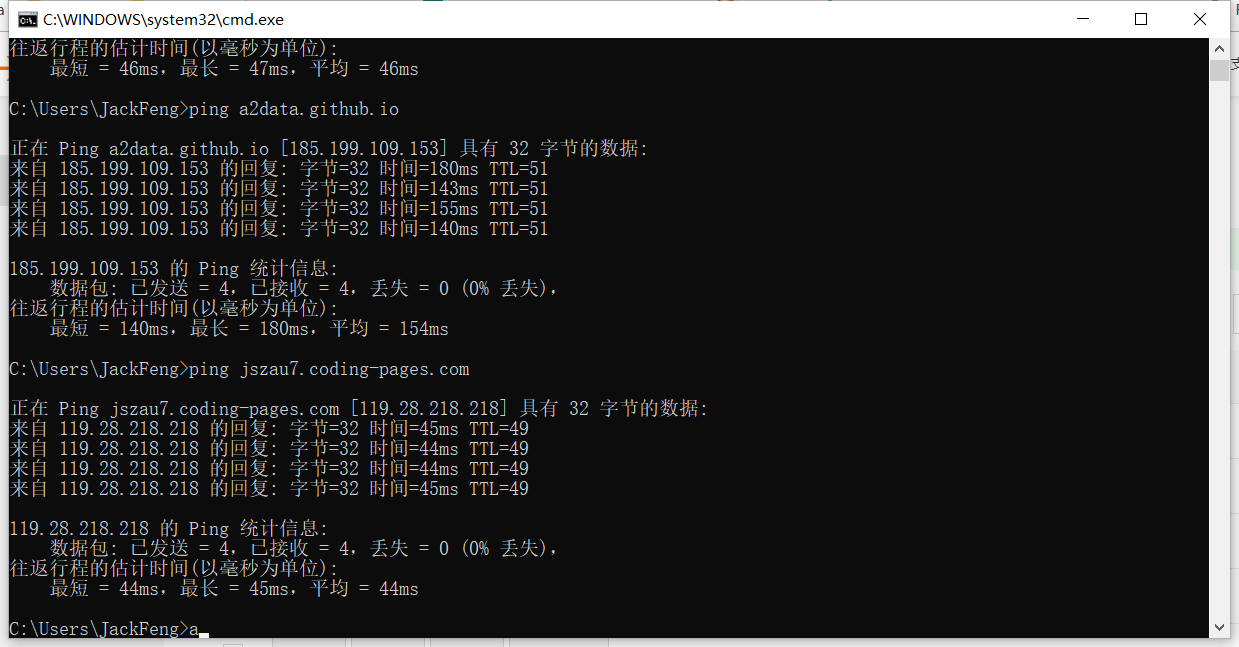 C:\WINDOWS\system32\cmd.exe
往返行程的估计时间(以毫秒为单位):
    最短 = 46ms，最长 = 47ms，平均 = 46ms
C:\Users\JackFeng>ping a2data.github.io
正在 Ping a2data.github.io [185.199.109.153] 具有 32 字节的数据:
来自 185.199.109.153 的回复: 字节=32 时间=180ms TTL=51
来自 185.199.109.153 的回复: 字节=32 时间=143ms TTL=51
来自 185.199.109.153 的回复: 字节=32 时间=155ms TTL=51
来自 185.199.109.153 的回复: 字节=32 时间=140ms TTL=51
185.199.109.153 的 Ping 统计信息:
    数据包: 已发送 = 4，已接收 = 4，丢失 = 0 (0% 丢失)，
往返行程的估计时间(以毫秒为单位):
    最短 = 140ms，最长 = 180ms，平均 = 154ms
C:\Users\JackFeng>ping jszau7.coding-pages.com
正在 Ping jszau7.coding-pages.com [119.28.218.218] 具有 32 字节的数据:
来自 119.28.218.218 的回复: 字节=32 时间=45ms TTL=49
来自 119.28.218.218 的回复: 字节=32 时间=44ms TTL=49
来自 119.28.218.218 的回复: 字节=32 时间=44ms TTL=49
来自 119.28.218.218 的回复: 字节=32 时间=45ms TTL=49
119.28.218.218 的 Ping 统计信息:
    数据包: 已发送 = 4，已接收 = 4，丢失 = 0 (0% 丢失)，
往返行程的估计时间(以毫秒为单位):
    最短 = 44ms，最长 = 45ms，平均 = 44ms
C:\Users\JackFeng>a